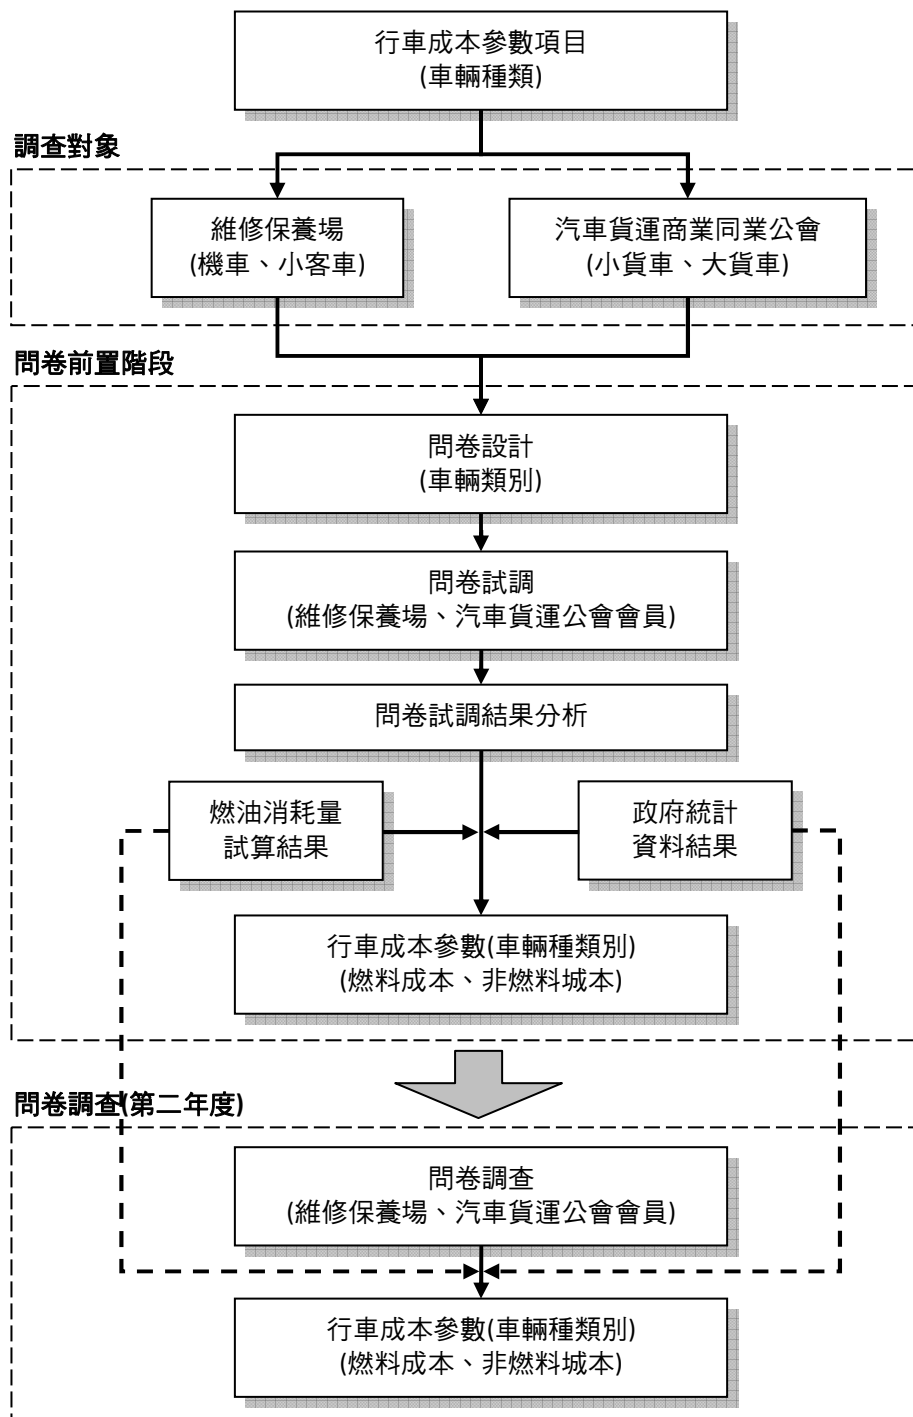 行車成本參數項目
(車輛種類)
調查對象
維修保養場
(機車、小客車)
汽車貨運商業同業公會
(小貨車、大貨車)
問卷前置階段
問卷設計
(車輛類別)
問卷試調
(維修保養場、汽車貨運公會會員)
問卷試調結果分析
燃油消耗量
試算結果
政府統計
資料結果
行車成本參數(車輛種類別)
(燃料成本、非燃料城本)
問卷調查(第二年度)
問卷調查
(維修保養場、汽車貨運公會會員)
行車成本參數(車輛種類別)
(燃料成本、非燃料城本)